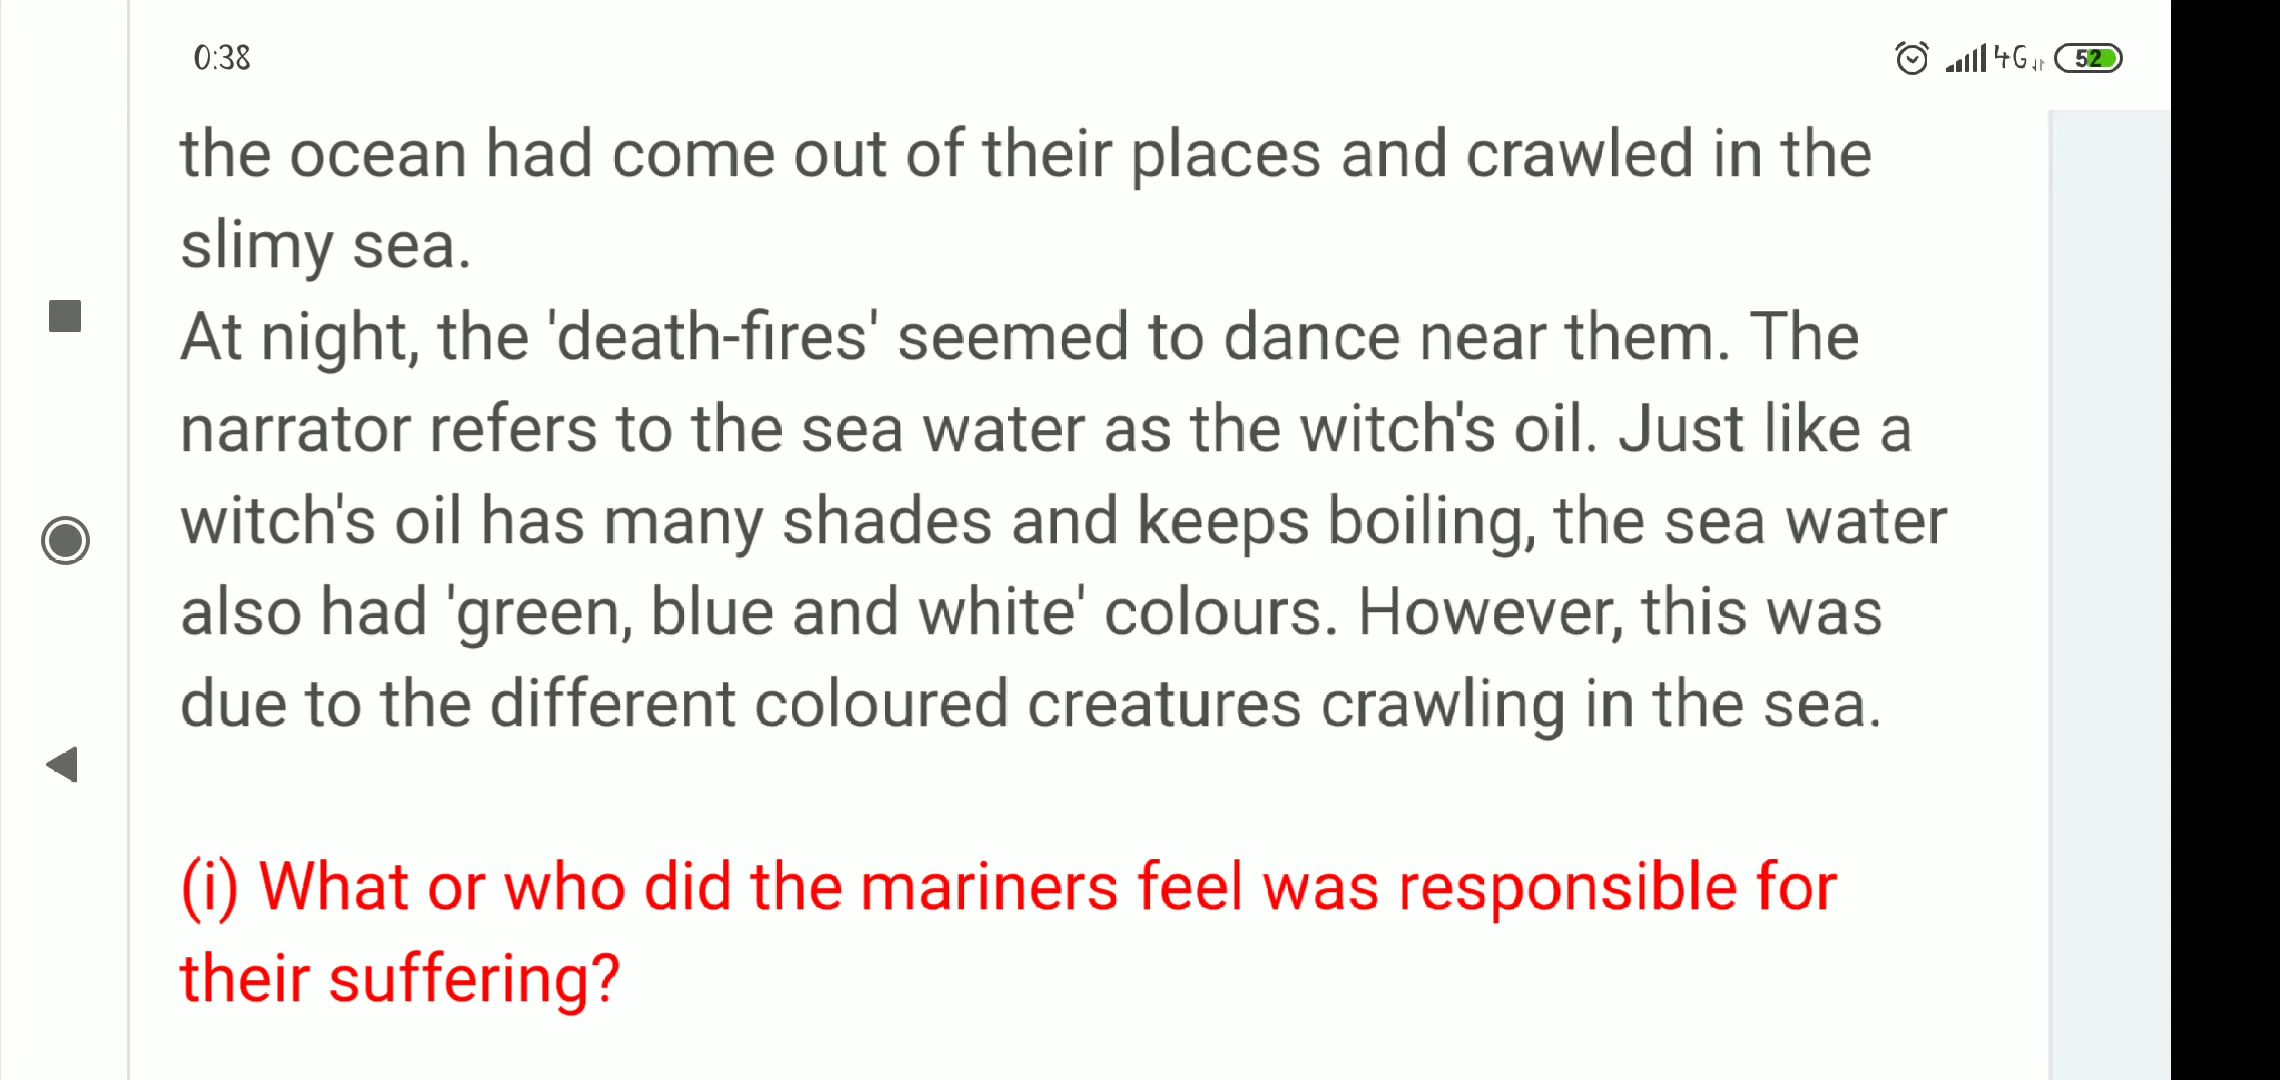 0:38
4G
52
the ocean had come out of their places and crawled in the
slimy sea.
At night, the 'death-fires' seemed to dance near them. The
narrator refers to the sea water as the witch's oil. Just like a
witch's oil has many shades and keeps boiling, the sea water
also had 'green, blue and white' colours. However, this was
due to the different coloured creatures crawling in the sea.
(i) What or who did the mariners feel was responsible for
their suffering?